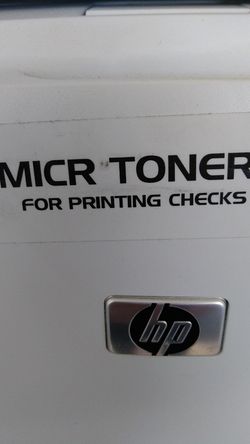 MICR TONER
FOR PRINTING CHECKS
hp